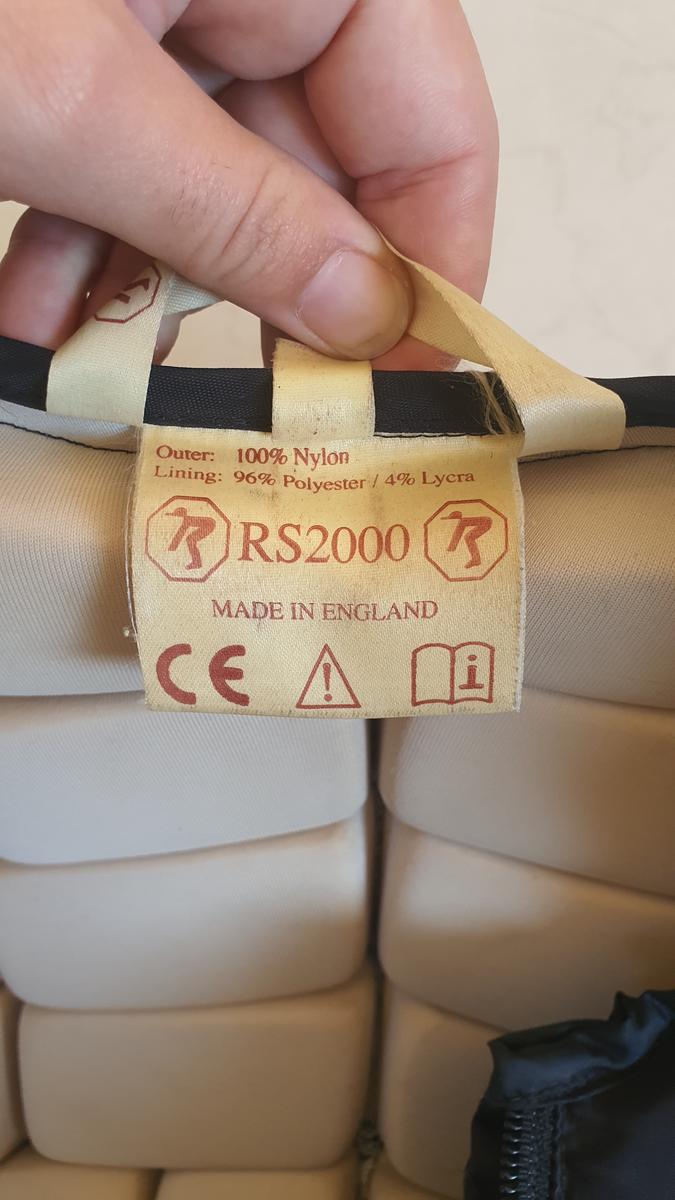 Outer: 100% Nylon
Lining: 96% Polyester / 4% Lycra
RS2000
MADE IN ENGLAND
CE